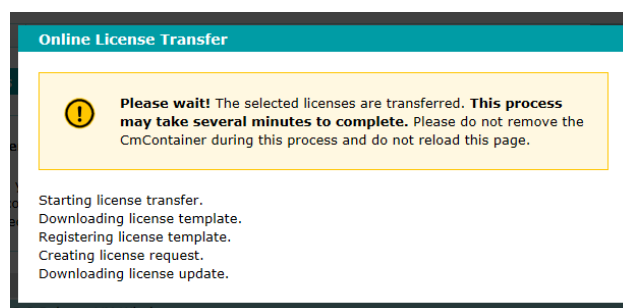 Online License Transfer
Please wait! The selected licenses are transferred. This process
may take several minutes to complete. Please do not remove the
CmContainer during this process and do not reload this page.
Starting license transfer.
Downloading license template.
Registering license template.
Creating license request.
Downloading license update.